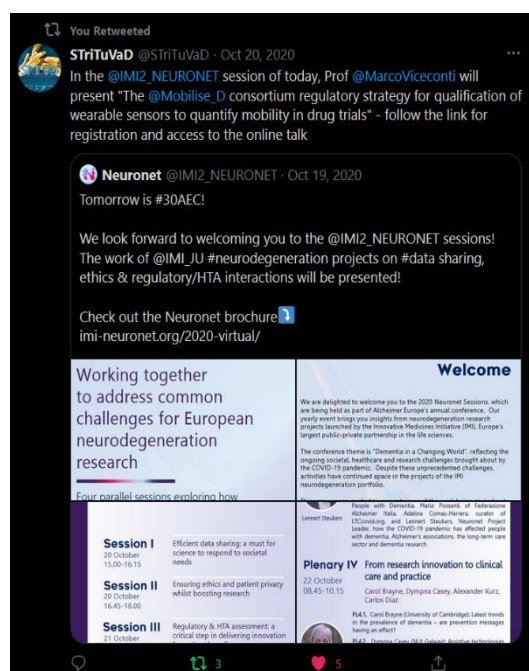 You Retweeted
STriTuVaD @STriTuVaD · Oct 20, 2020
In the @IMI2_NEURONET session of today, Prof @MarcoViceconti will
present "The @Mobilise_D consortium regulatory strategy for qualification of
wearable sensors to quantify mobility in drug trials" - follow the link for
registration and access to the online talk
Neuronet @IMI2_NEURONET · Oct 19, 2020
Tomorrow is #30AEC!
We look forward to welcoming you to the @IMI2_NEURONET sessions!
The work of @IMI_JU #neurodegeneration projects on #data sharing,
ethics & regulatory/HTA interactions will be presented!
Check out the Neuronet brochure
imi-neuronet.org/2020-virtual/
Working together
to address common
challenges for European
neurodegeneration
research
Four parallel sessions exploring how
Welcome
We are delighted to welcome you to the 2020 Neuronet Sessions, which
are being held as part of Alzheimer Europe's annual conference. Our
yearly event brings you insights from neurodegeneration research
projects launched by the Innovative Medicines Initiative (IMI), Europe's
largest public-private partnership in the life sciences.
The conference theme is "Dementia in a Changing World", reflecting the
ongoing societal, healthcare and research challenges brought about by
the COVID-19 pandemic. Despite these unprecedented challenges,
activities have continued apace in the projects of the IMI
neurodegeneration portfolio.
Session I
20 October
15.00-16.15
Efficient data sharing: a must for
science to respond to societal
needs
Session II
20 October
16.45-18.00
Ensuring ethics and patient privacy
whilst boosting research
Session III
21 October
Regulatory & HTA assessment: a
critical step in delivering innovation
Lennert Steukers
People with Dementia, Mario Possenti of Federazione
Alzheimer Italia, Adelina Comas-Herrera, curator of
LTCcovid.org, and Lennert Steukers, Neuronet Project
Leader, how the COVID-19 pandemic has affected people
with dementia, Alzheimer's associations, the long-term care
sector and dementia research
Plenary IV
22 October
08.45-10.15
From research innovation to clinical
care and practice
Carol Brayne, Dympna Casey, Alexander Kurz,
Carlos Diaz
PL4.1. Carol Brayne (University of Cambridge): Latest trends
in the prevalence of dementia – are prevention messages
having an effect?
PL4.2. Dympna Casey (NUI Galway): Assistive technologies
3
5